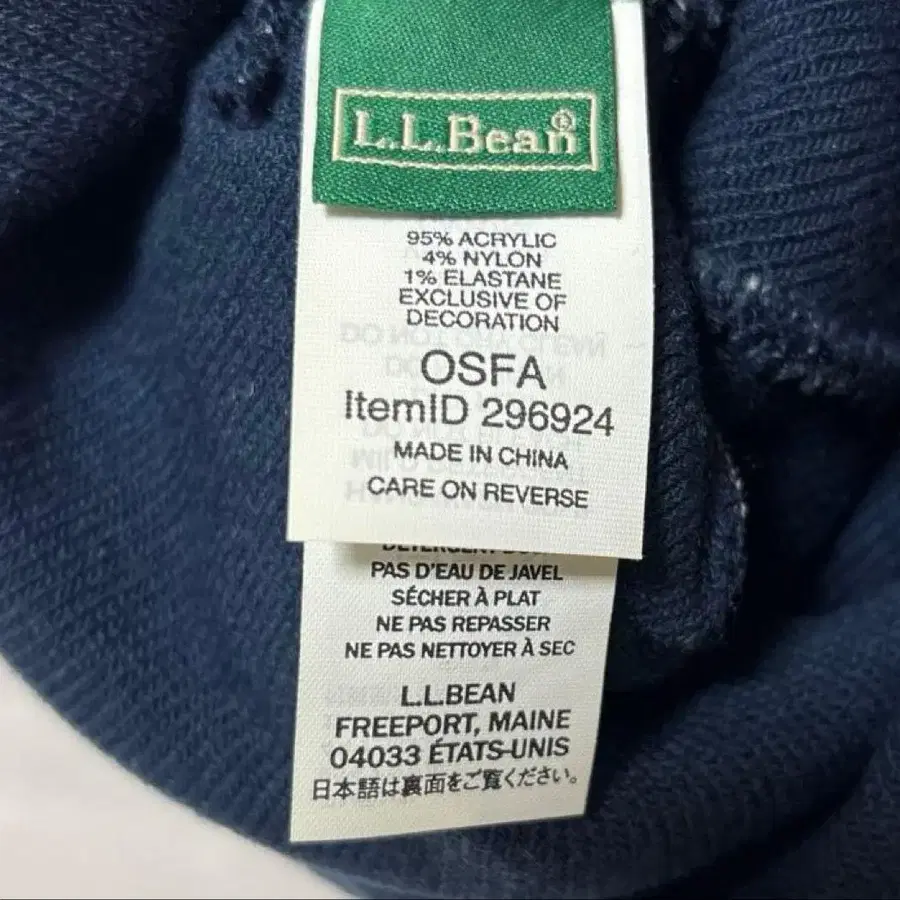 L.L.Bean®
95% ACRYLIC
4% NYLON
1% ELASTANE
EXCLUSIVE OF
DECORATION
OSFA
ItemID 296924
MADE IN CHINA
CARE ON REVERSE
PAS D'EAU DE JAVEL
SÉCHER À PLAT
NE PAS REPASSER
NE PAS NETTOYER À SEC
L.L.BEAN
FREEPORT, MAINE
04033 ÉTATS-UNIS
日本語は裏面をご覧ください。